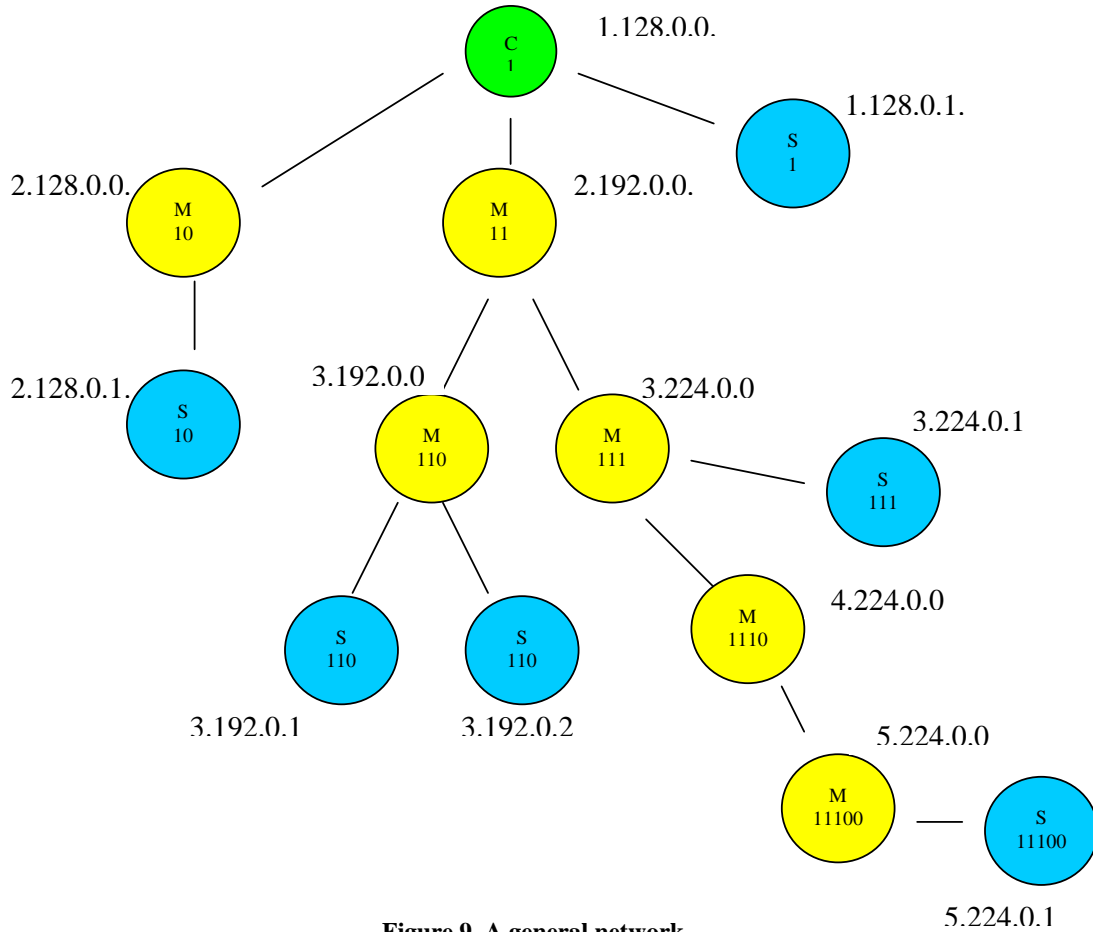 1.128.0.0.
C
1
1.128.0.1.
S
1
2.128.0.0.
M
10
M
11
2.192.0.0.
2.128.0.1.
S
10
3.192.0.0
M
110
3.224.0.0
M
111
3.224.0.1
S
111
S
110
3.192.0.1
S
110
3.192.0.2
M
1110
4.224.0.0
5.224.0.0
M
11100
S
11100
5.224.0.1
Figure 9. A general network